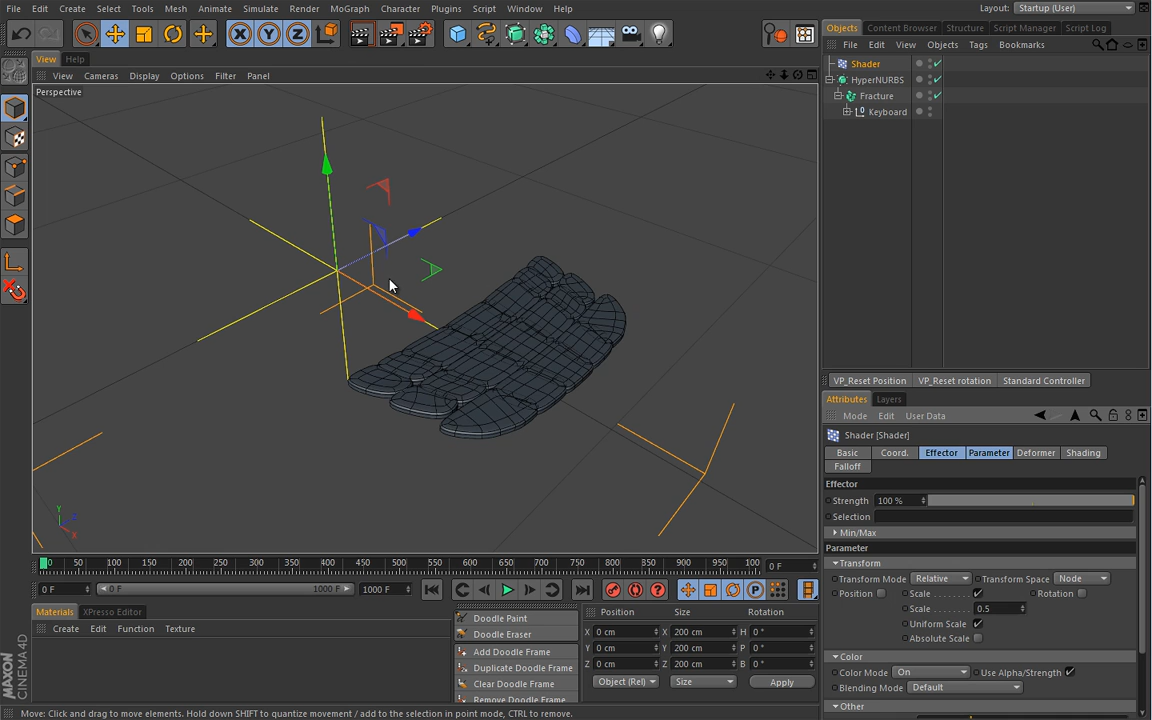 File Edit Create Select Tools Mesh Animate Simulate Render MoGraph Character Plugins Script Window Help Layout: Startup (User)
Objects Content Browser Structure Script Manager Script Log
File Edit View Objects Tags Bookmarks
View Help
View Cameras Display Options Filter Panel
Perspective
Shader
HyperNURBS
Fracture
Keyboard
VP_Reset Position VP_Reset rotation Standard Controller
Attributes Layers
Mode Edit User Data
Shader [Shader]
Basic Coord. Effector Parameter Deformer Shading
Falloff
Effector
Strength 100 %
Selection
Min/Max
Parameter
Transform
Transform Mode Relative Transform Space Node
Position Scale Rotation
Scale 0.5
Uniform Scale
Absolute Scale
Color
Color Mode On Use Alpha/Strength
Blending Mode Default
Other
Y
Z
X
0 50 100 150 200 250 300 350 400 450 500 550 600 650 700 750 800 850 900 950 100 0 F
0 F 0 F 1000 F 1000 F
Materials XPresso Editor
Create Edit Function Texture
Doodle Paint
Doodle Eraser
Add Doodle Frame
Duplicate Doodle Frame
Clear Doodle Frame
Remove Doodle Frame
Position Size Rotation
X 0 cm X 200 cm H 0 °
Y 0 cm Y 200 cm P 0 °
Z 0 cm Z 200 cm B 0 °
Object (Rel) Size Apply
MAXON CINEMA 4D
Move: Click and drag to move elements. Hold down SHIFT to quantize movement / add to the selection in point mode, CTRL to remove.